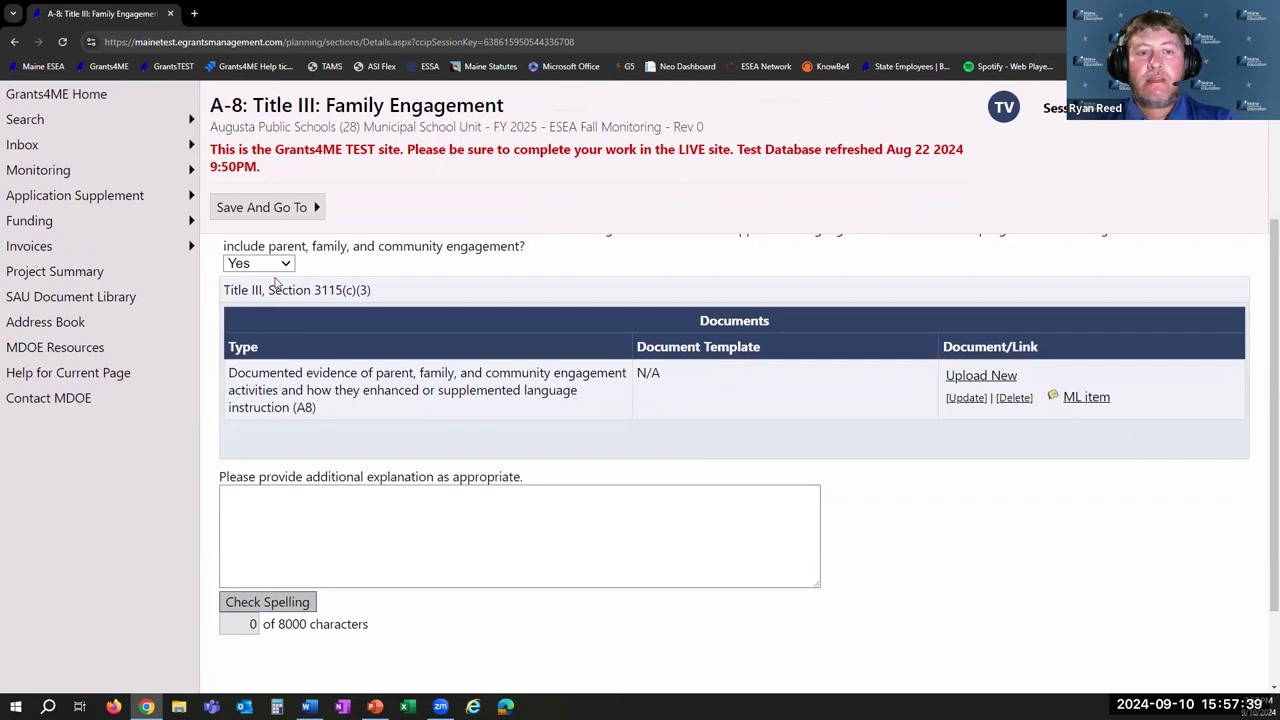 A-8: Title III: Family Engagemen
https://mainetest.egrantsmanagement.com/planning/sections/Details.aspx?ccipSessionKey=638615950544336708
Maine ESEA
Grants4ME
GrantsTEST
Grants4ME Help tic...
TAMS
ASI Flex
ESSA
Maine Statutes
Microsoft Office
G5
Neo Dashboard
ESEA Network
KnowBe4
State Employees | B...
Spotify - Web Playe...
Ryan Reed
Grants4ME Home
Search
Inbox
Monitoring
Application Supplement
Funding
Invoices
Project Summary
SAU Document Library
Address Book
MDOE Resources
Help for Current Page
Contact MDOE
A-8: Title III: Family Engagement
TV
Augusta Public Schools (28) Municipal School Unit - FY 2025 - ESEA Fall Monitoring - Rev 0
This is the Grants4ME TEST site. Please be sure to complete your work in the LIVE site. Test Database refreshed Aug 22 2024
9:50PM.
Save And Go To
include parent, family, and community engagement?
Yes
Title III, Section 3115(c)(3)
Documents
Type Document Template Document/Link
Documented evidence of parent, family, and community engagement
activities and how they enhanced or supplemented language
instruction (A8)
N/A
Upload New
[Update] | [Delete] ML item
Please provide additional explanation as appropriate.
Check Spelling
0 of 8000 characters
2024-09-10 15:57:39